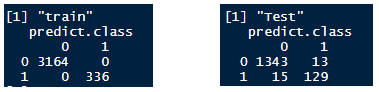 [1] "train"
predict.class
0 1
0 3164 0
1 0 336
[1] "Test"
predict.class
0 1
0 1343 13
1 15 129